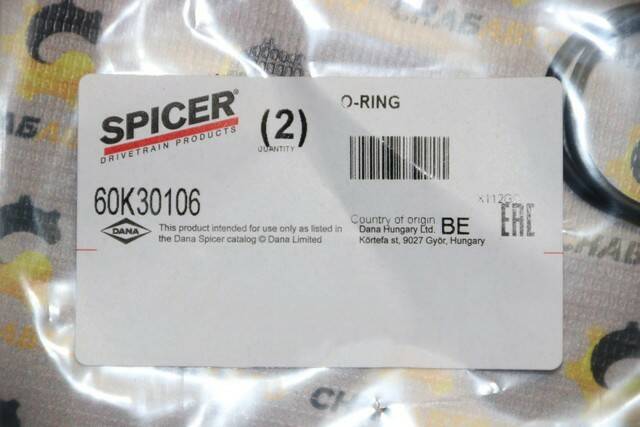 SPICER®
DRIVETRAIN PRODUCTS
(2)
QUANTITY
O-RING
60K30106
DANA
This product intended for use only as listed in
the Dana Spicer catalog © Dana Limited
Country of origin BE
Dana Hungary Ltd.
Körtefa st, 9027 Győr, Hungary
EAC
СНАБ